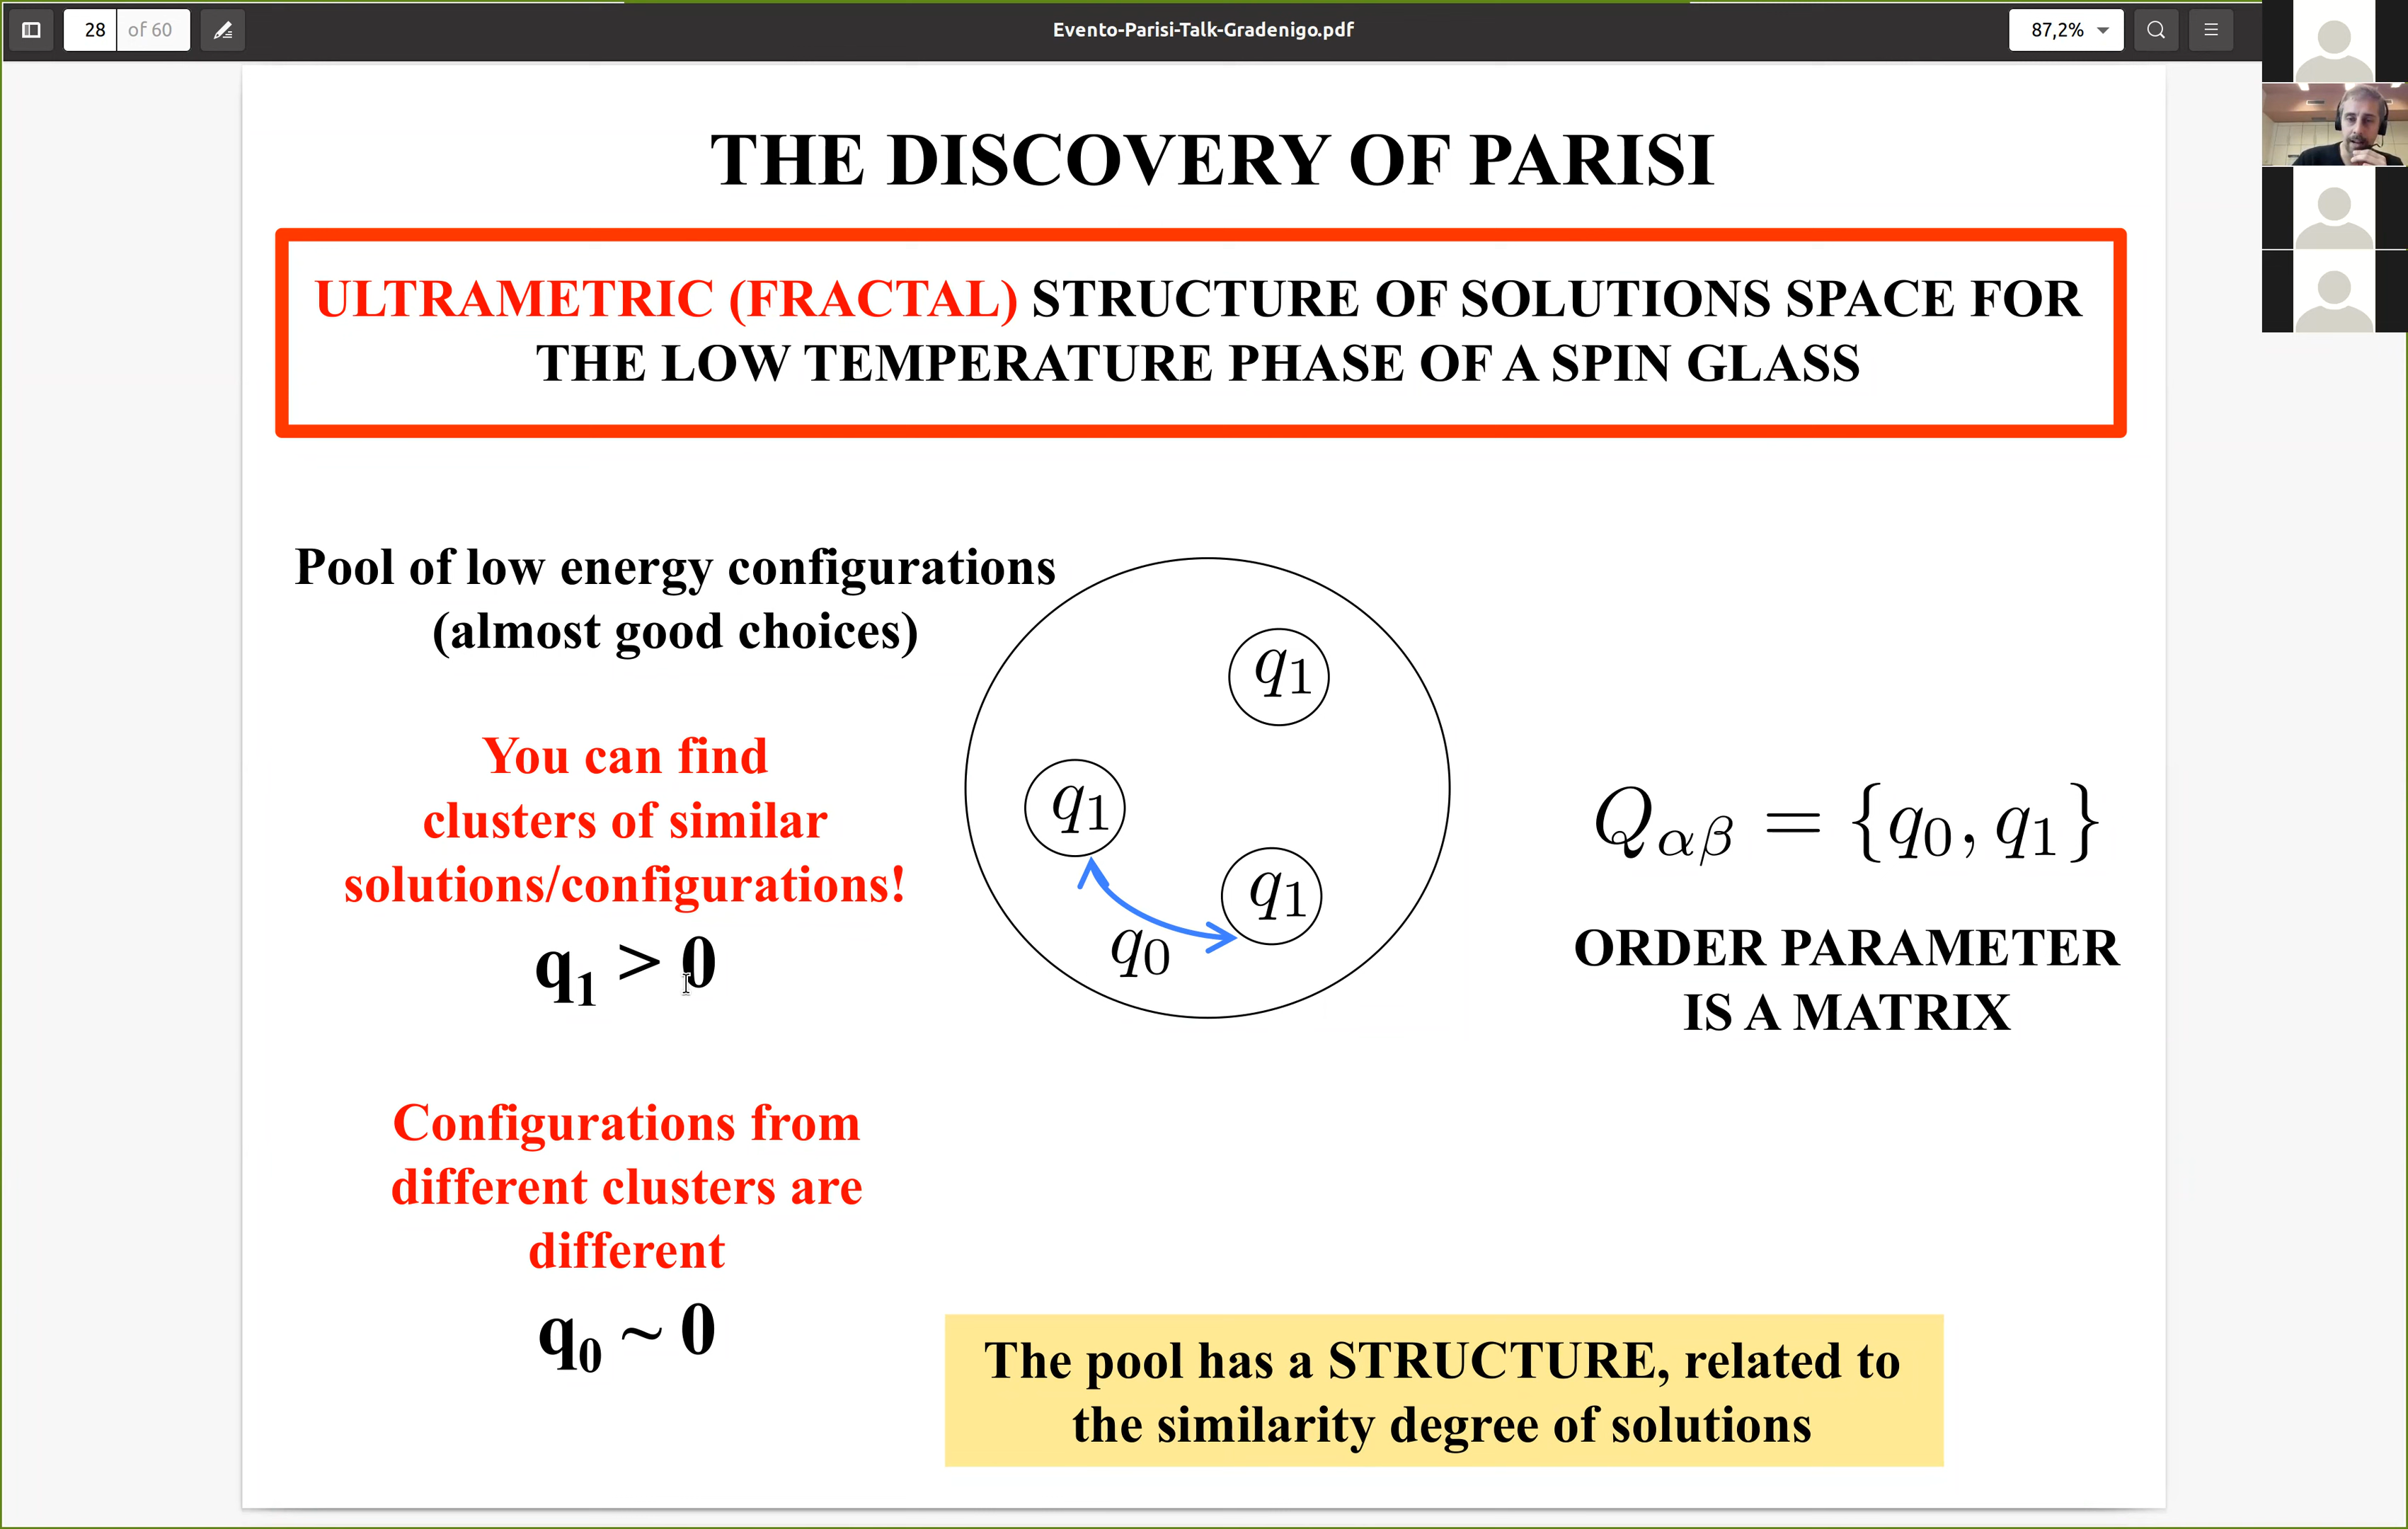 28 of 60
Evento-Parisi-Talk-Gradenigo.pdf
87,2%
THE DISCOVERY OF PARISI
ULTRAMETRIC (FRACTAL) STRUCTURE OF SOLUTIONS SPACE FOR
THE LOW TEMPERATURE PHASE OF A SPIN GLASS
Pool of low energy configurations
(almost good choices)
You can find
clusters of similar
solutions/configurations!
q₁ > 0
Configurations from
different clusters are
different
q₀ ~ 0
q₁
q₁
q₁
q₀
Q_{αβ} = {q₀, q₁}
ORDER PARAMETER
IS A MATRIX
The pool has a STRUCTURE, related to
the similarity degree of solutions